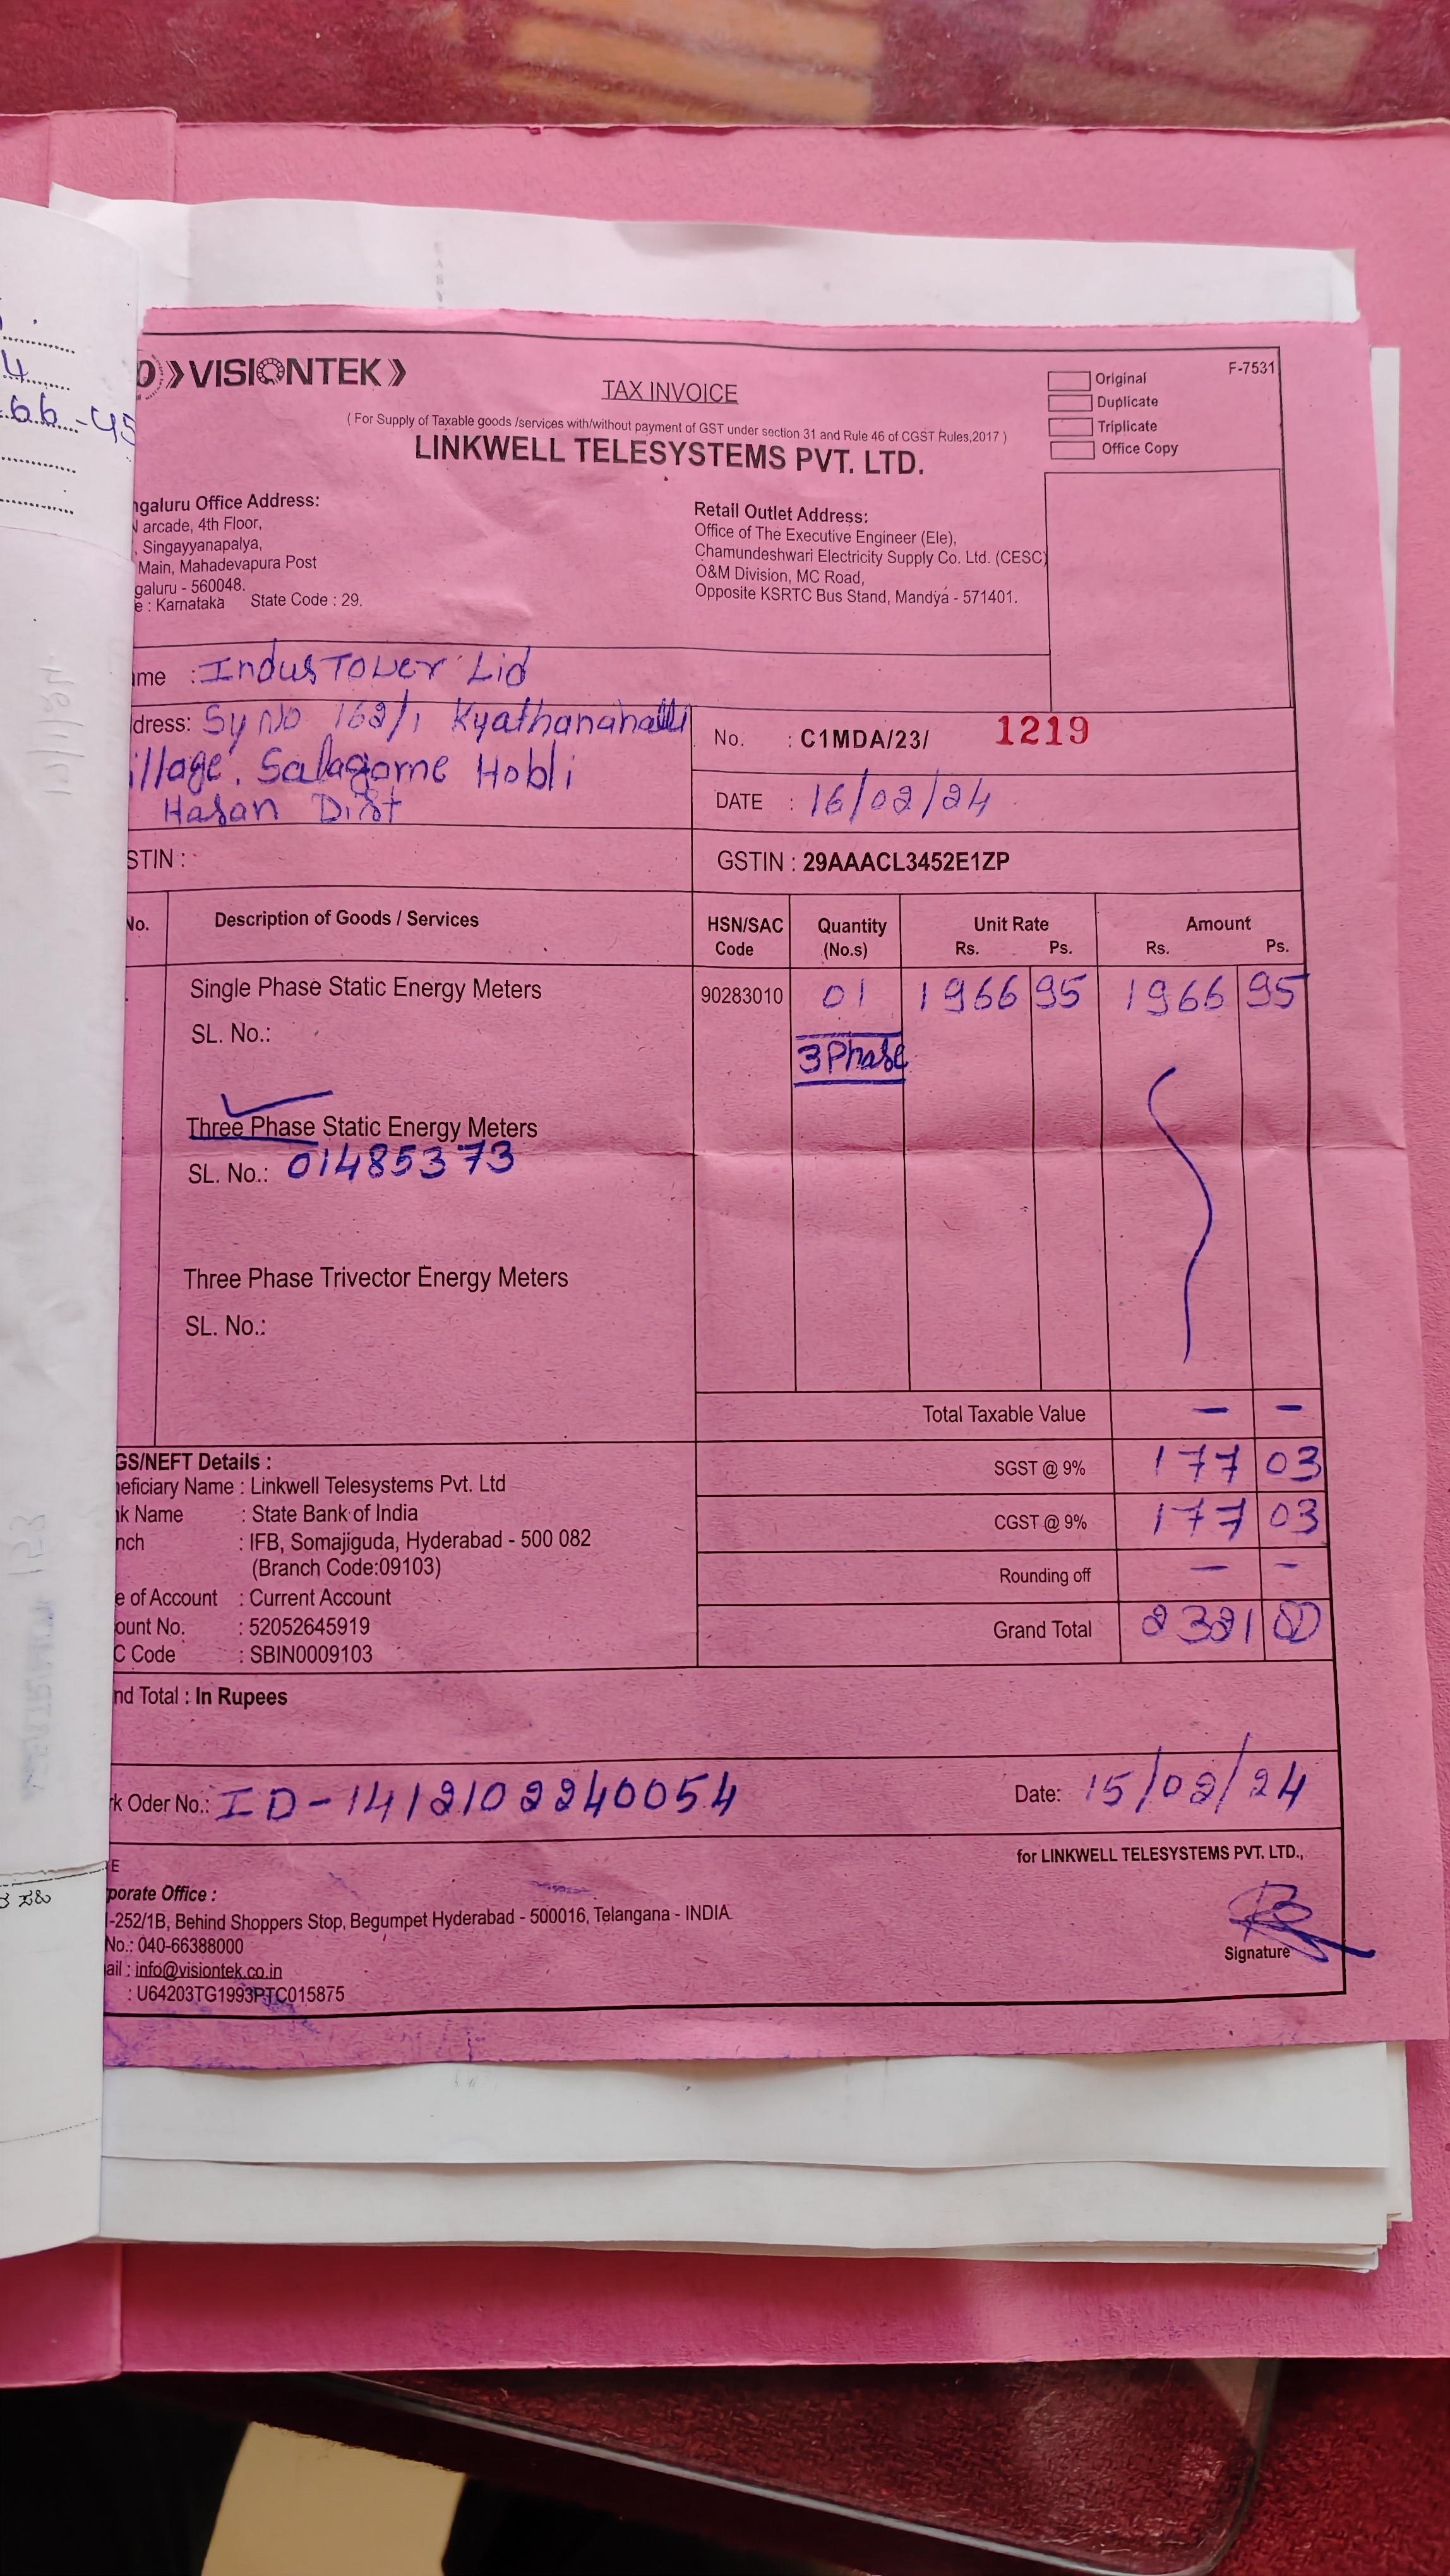 4
66-45
VISIONTEK
TAX INVOICE
F-7531
Original
Duplicate
Triplicate
Office Copy
( For Supply of Taxable goods /services with/without payment of GST under section 31 and Rule 46 of CGST Rules,2017 )
LINKWELL TELESYSTEMS PVT. LTD.
ngaluru Office Address:
arcade, 4th Floor,
, Singayyanapalya,
Main, Mahadevapura Post
galuru - 560048.
e : Karnataka State Code : 29.
Retail Outlet Address:
Office of The Executive Engineer (Ele),
Chamundeshwari Electricity Supply Co. Ltd. (CESC)
O&M Division, MC Road,
Opposite KSRTC Bus Stand, Mandya - 571401.
me : Indus Tower Ltd
dress: Sy No 162/1 Kyathanahalli
illage. Salagame Hobli
Hasan Dist
No. : C1MDA/23/ 1219
DATE : 16/02/24
STIN :
GSTIN : 29AAACL3452E1ZP
No. Description of Goods / Services HSN/SAC Code Quantity (No.s) Unit Rate Rs. Ps. Amount Rs. Ps.
Single Phase Static Energy Meters 90283010 01 1966 95 1966 95
SL. No.:
3 Phase
Three Phase Static Energy Meters
SL. No.: 01485373
Three Phase Trivector Energy Meters
SL. No.:
Total Taxable Value — —
SGST @ 9% 177 03
CGST @ 9% 177 03
Rounding off — —
Grand Total 2321 00
GS/NEFT Details :
neficiary Name : Linkwell Telesystems Pvt. Ltd
nk Name : State Bank of India
nch : IFB, Somajiguda, Hyderabad - 500 082
(Branch Code:09103)
e of Account : Current Account
ount No. : 52052645919
C Code : SBIN0009103
nd Total : In Rupees
rk Oder No.: ID-1412102240054
Date: 15/02/24
E
for LINKWELL TELESYSTEMS PVT. LTD.,
porate Office :
-252/1B, Behind Shoppers Stop, Begumpet Hyderabad - 500016, Telangana - INDIA
No.: 040-66388000
ail : info@visiontek.co.in
: U64203TG1993PTC015875
Signature